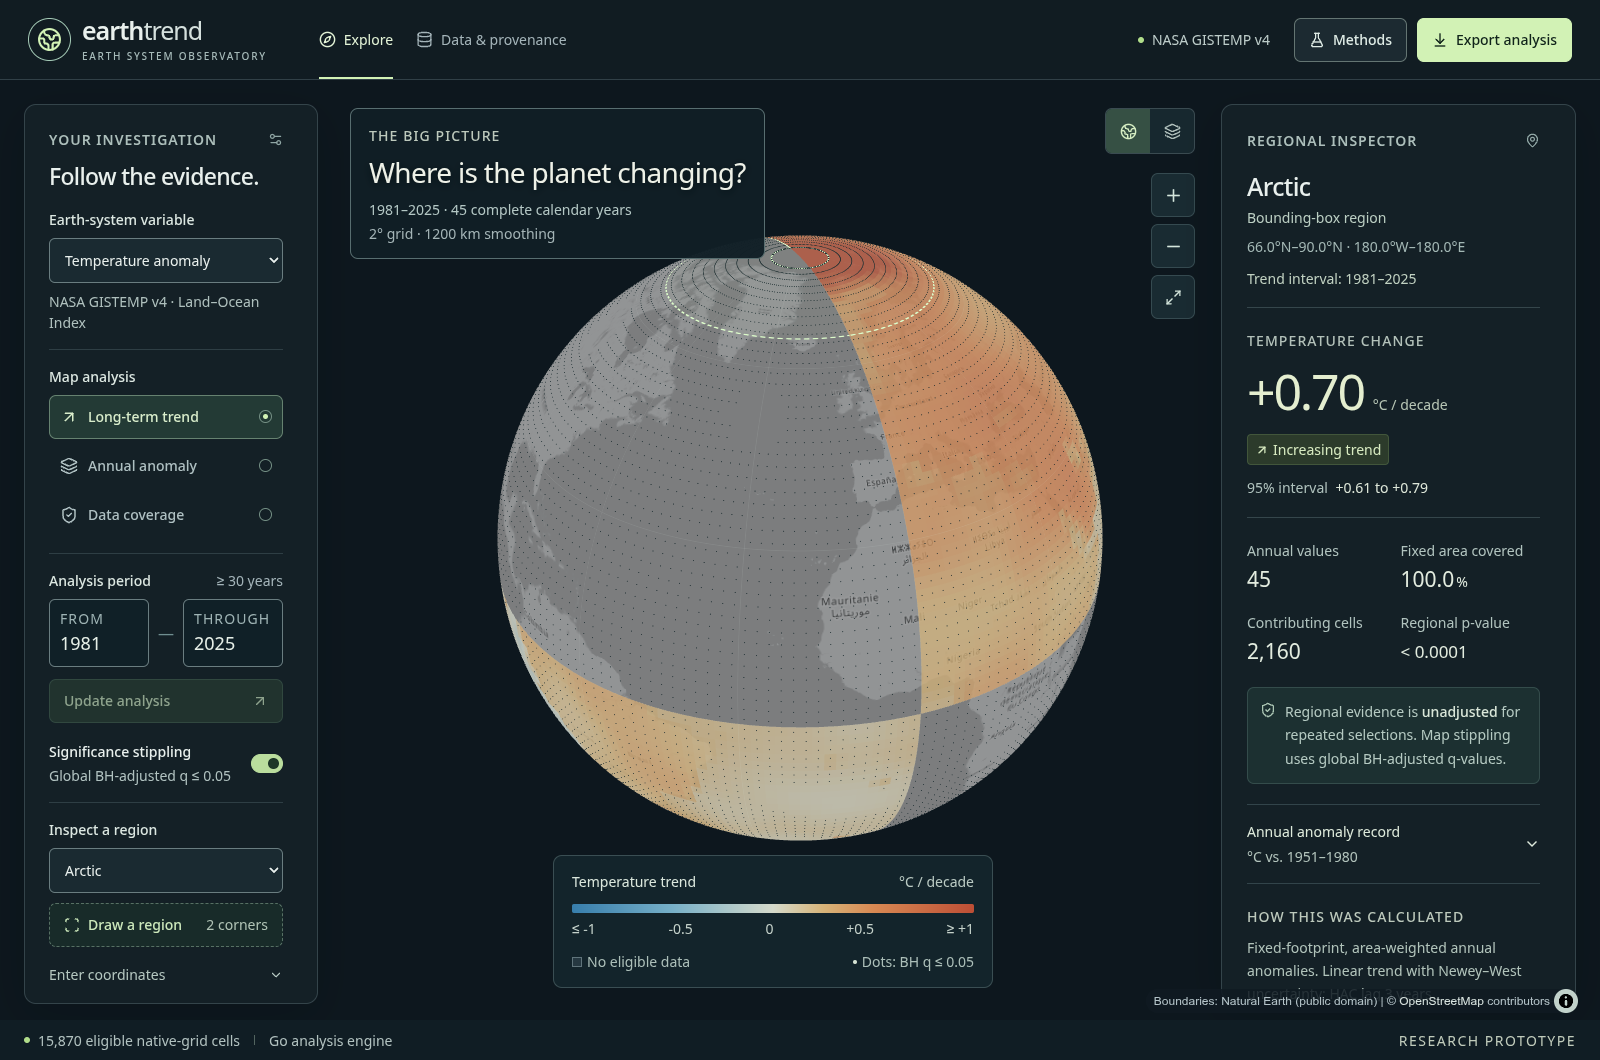 earthtrend
EARTH SYSTEM OBSERVATORY
Explore
Data & provenance
NASA GISTEMP v4
Methods
Export analysis
YOUR INVESTIGATION
Follow the evidence.
Earth-system variable
Temperature anomaly
NASA GISTEMP v4 · Land–Ocean
Index
Map analysis
Long-term trend
Annual anomaly
Data coverage
Analysis period
≥ 30 years
FROM
1981
—
THROUGH
2025
Update analysis
Significance stippling
Global BH-adjusted q ≤ 0.05
Inspect a region
Arctic
Draw a region
2 corners
Enter coordinates
THE BIG PICTURE
Where is the planet changing?
1981–2025 · 45 complete calendar years
2° grid · 1200 km smoothing
España
Mauritanie
موريتانيا
Temperature trend
°C / decade
≤ -1
-0.5
0
+0.5
≥ +1
No eligible data
Dots: BH q ≤ 0.05
REGIONAL INSPECTOR
Arctic
Bounding-box region
66.0°N–90.0°N · 180.0°W–180.0°E
Trend interval: 1981–2025
TEMPERATURE CHANGE
+0.70 °C / decade
Increasing trend
95% interval +0.61 to +0.79
Annual values
45
Fixed area covered
100.0%
Contributing cells
2,160
Regional p-value
< 0.0001
Regional evidence is unadjusted for
repeated selections. Map stippling
uses global BH-adjusted q-values.
Annual anomaly record
°C vs. 1951–1980
HOW THIS WAS CALCULATED
Fixed-footprint, area-weighted annual
anomalies. Linear trend with Newey–West
uncertainty; HAC lag 3 years.
Boundaries: Natural Earth (public domain) | © OpenStreetMap contributors
15,870 eligible native-grid cells
Go analysis engine
RESEARCH PROTOTYPE